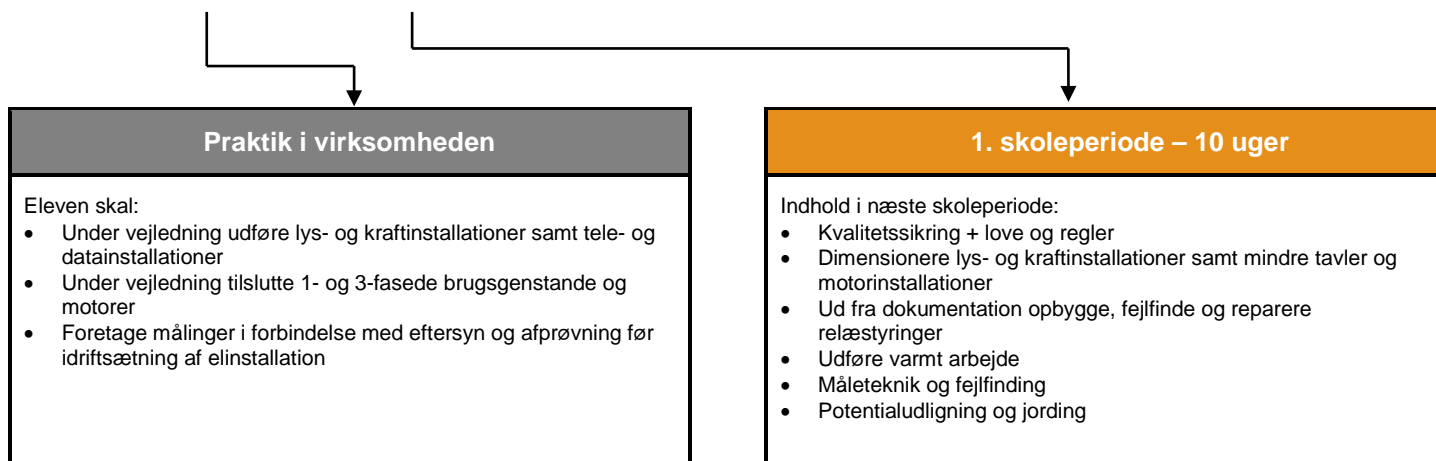 Praktik i virksomheden
Eleven skal:
• Under vejledning udføre lys- og kraftinstallationer samt tele- og
datainstallationer
• Under vejledning tilslutte 1- og 3-fasede brugsgenstande og
motorer
• Foretage målinger i forbindelse med eftersyn og afprøvning før
idriftsætning af elinstallation
1. skoleperiode – 10 uger
Indhold i næste skoleperiode:
• Kvalitetssikring + love og regler
• Dimensionere lys- og kraftinstallationer samt mindre tavler og
motorinstallationer
• Ud fra dokumentation opbygge, fejlfinde og reparere
relæstyringer
• Udføre varmt arbejde
• Måleteknik og fejlfinding
• Potentialudligning og jording